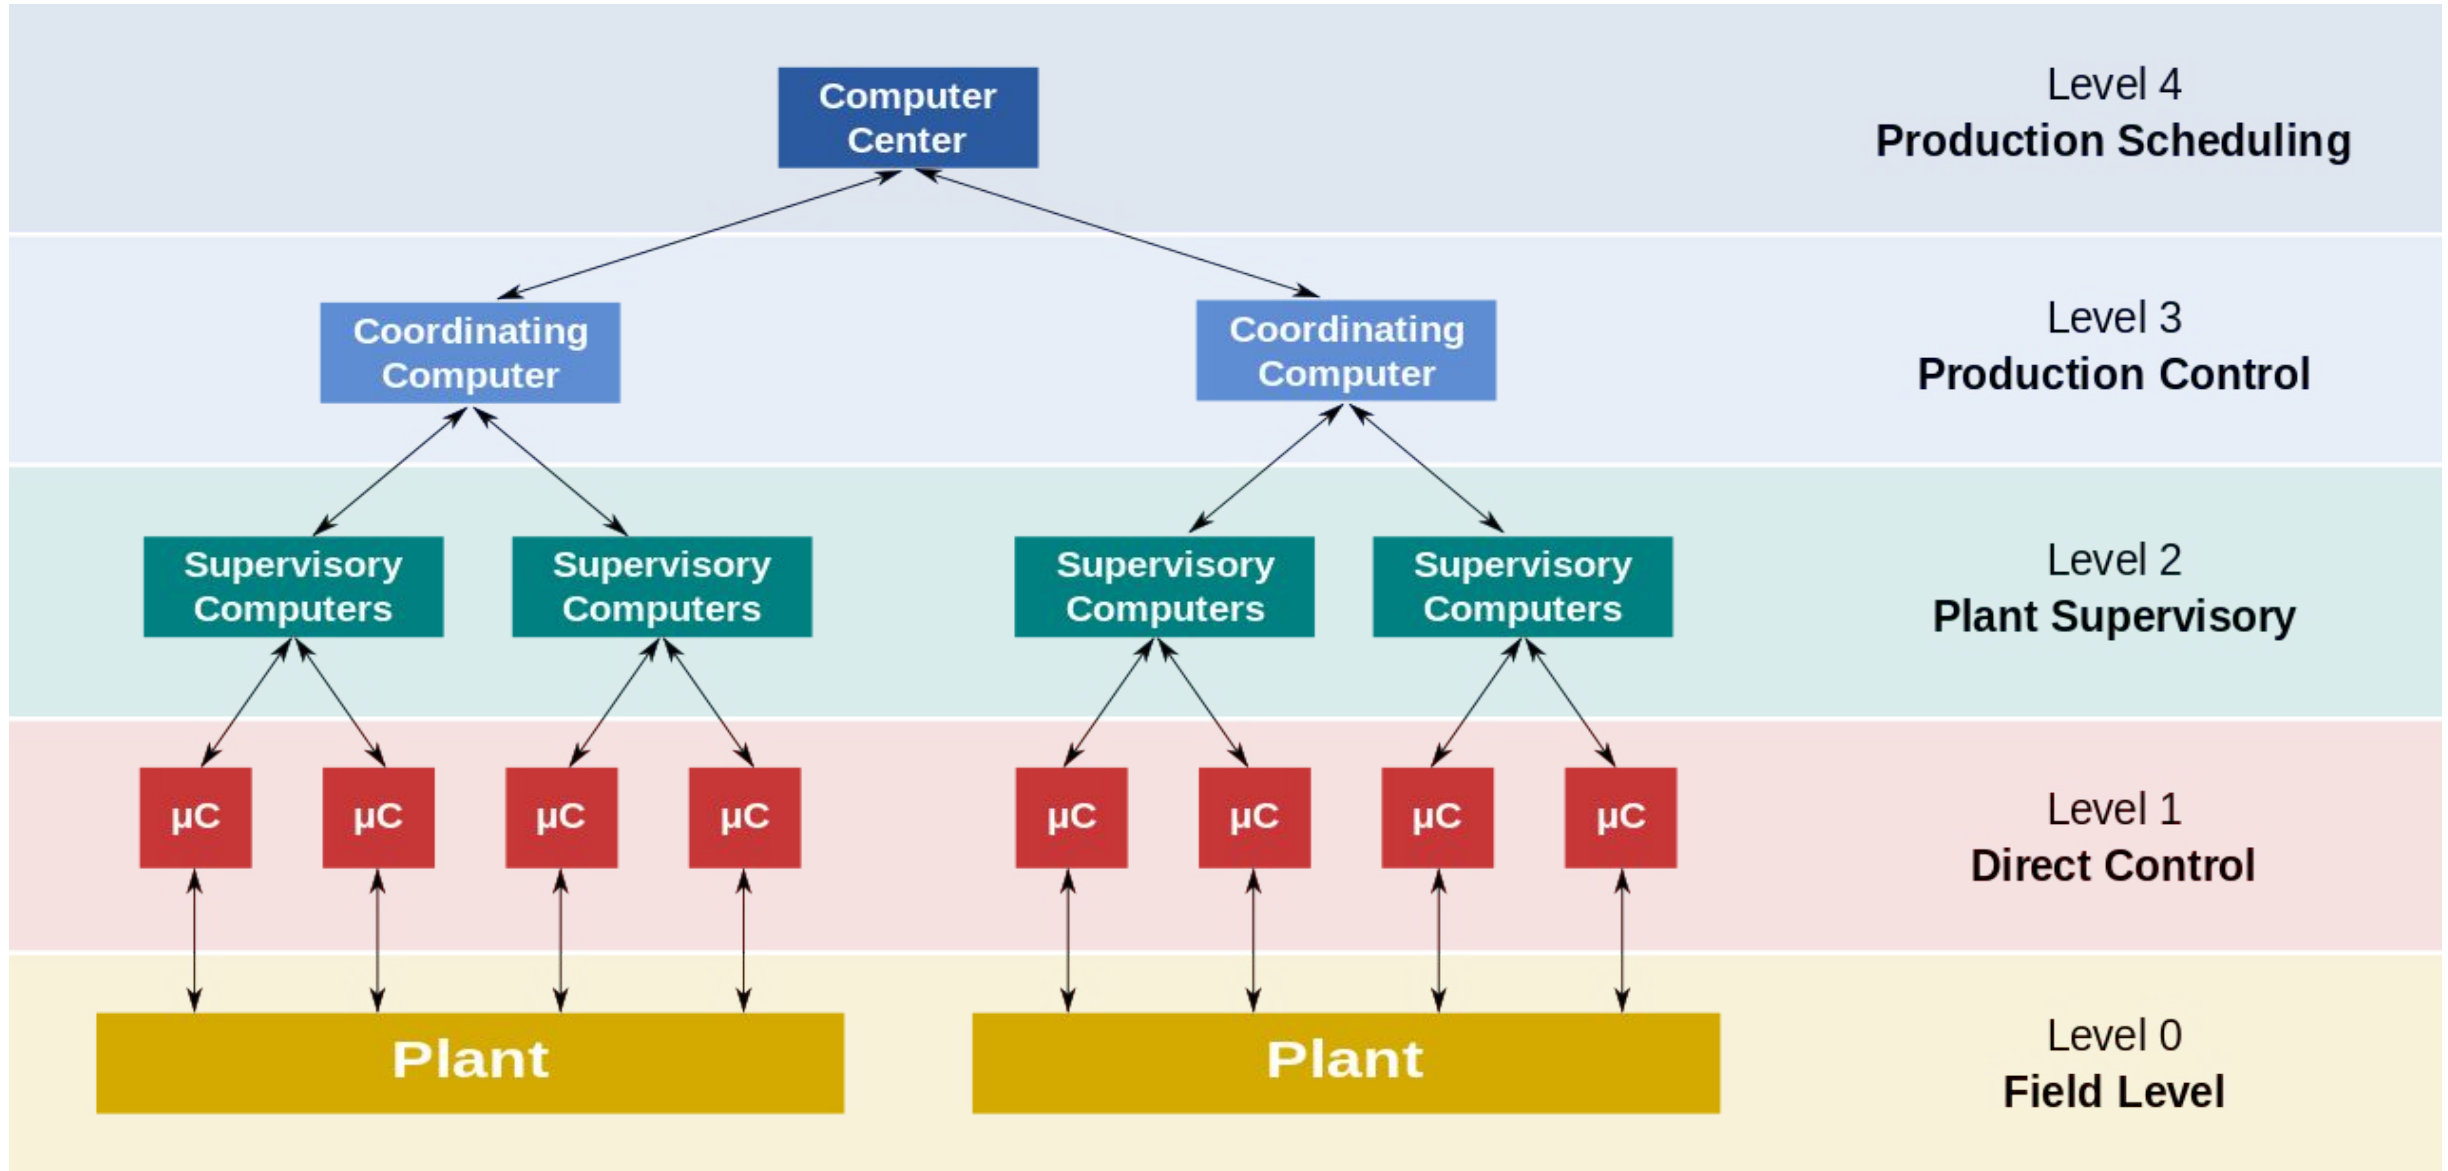 Computer
Center
Level 4
Production Scheduling
Coordinating
Computer
Coordinating
Computer
Level 3
Production Control
Supervisory
Computers
Supervisory
Computers
Supervisory
Computers
Supervisory
Computers
Level 2
Plant Supervisory
µC
µC
µC
µC
µC
µC
µC
µC
Level 1
Direct Control
Plant
Plant
Level 0
Field Level